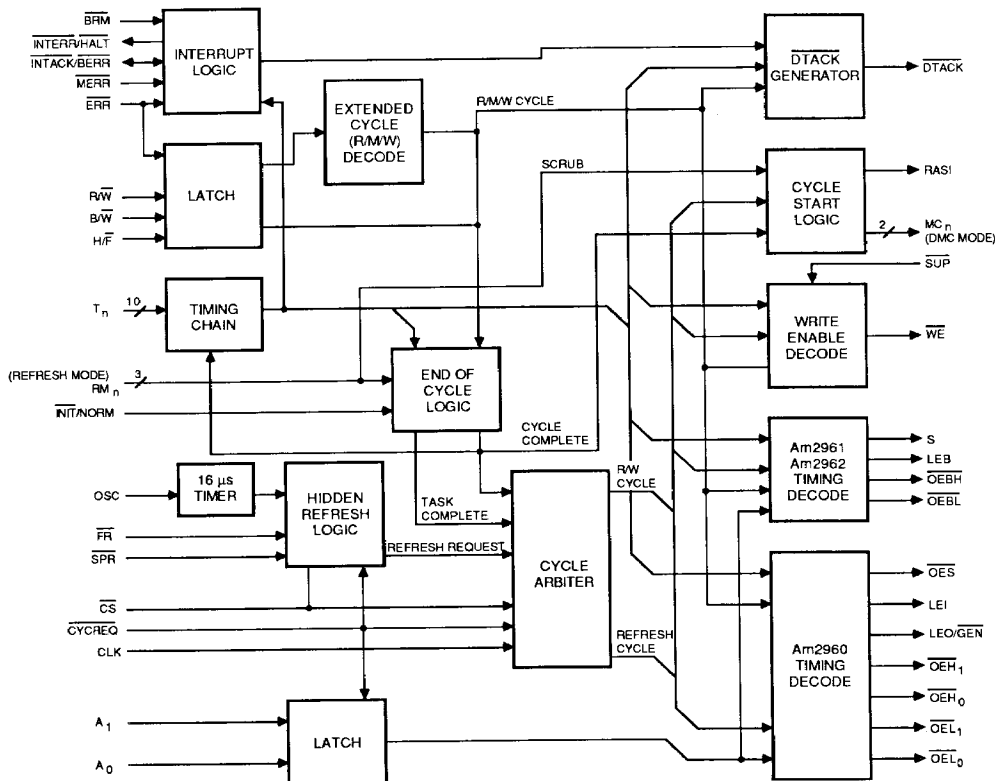 BRM
INTERR/HALT
INTACK/BERR
MERR
ERR
INTERRUPT
LOGIC
DTACK
GENERATOR
DTACK
EXTENDED
CYCLE
(R/M/W)
DECODE
R/M/W CYCLE
LATCH
R/W
B/W
H/F
SCRUB
CYCLE
START
LOGIC
RASI
2
MCn
(DMC MODE)
SUP
Tn
10
TIMING
CHAIN
WRITE
ENABLE
DECODE
WE
(REFRESH MODE)
RMn
3
INIT/NORM
END OF
CYCLE
LOGIC
CYCLE
COMPLETE
Am2961
Am2962
TIMING
DECODE
S
LEB
OEBH
OEBL
OSC
16 µs
TIMER
HIDDEN
REFRESH
LOGIC
FR
SPR
TASK
COMPLETE
REFRESH REQUEST
R/W
CYCLE
CYCLE
ARBITER
CS
CYCREQ
CLK
REFRESH
CYCLE
Am2960
TIMING
DECODE
OES
LEI
LEO/GEN
OEH1
OEH0
OEL1
OEL0
A1
A0
LATCH